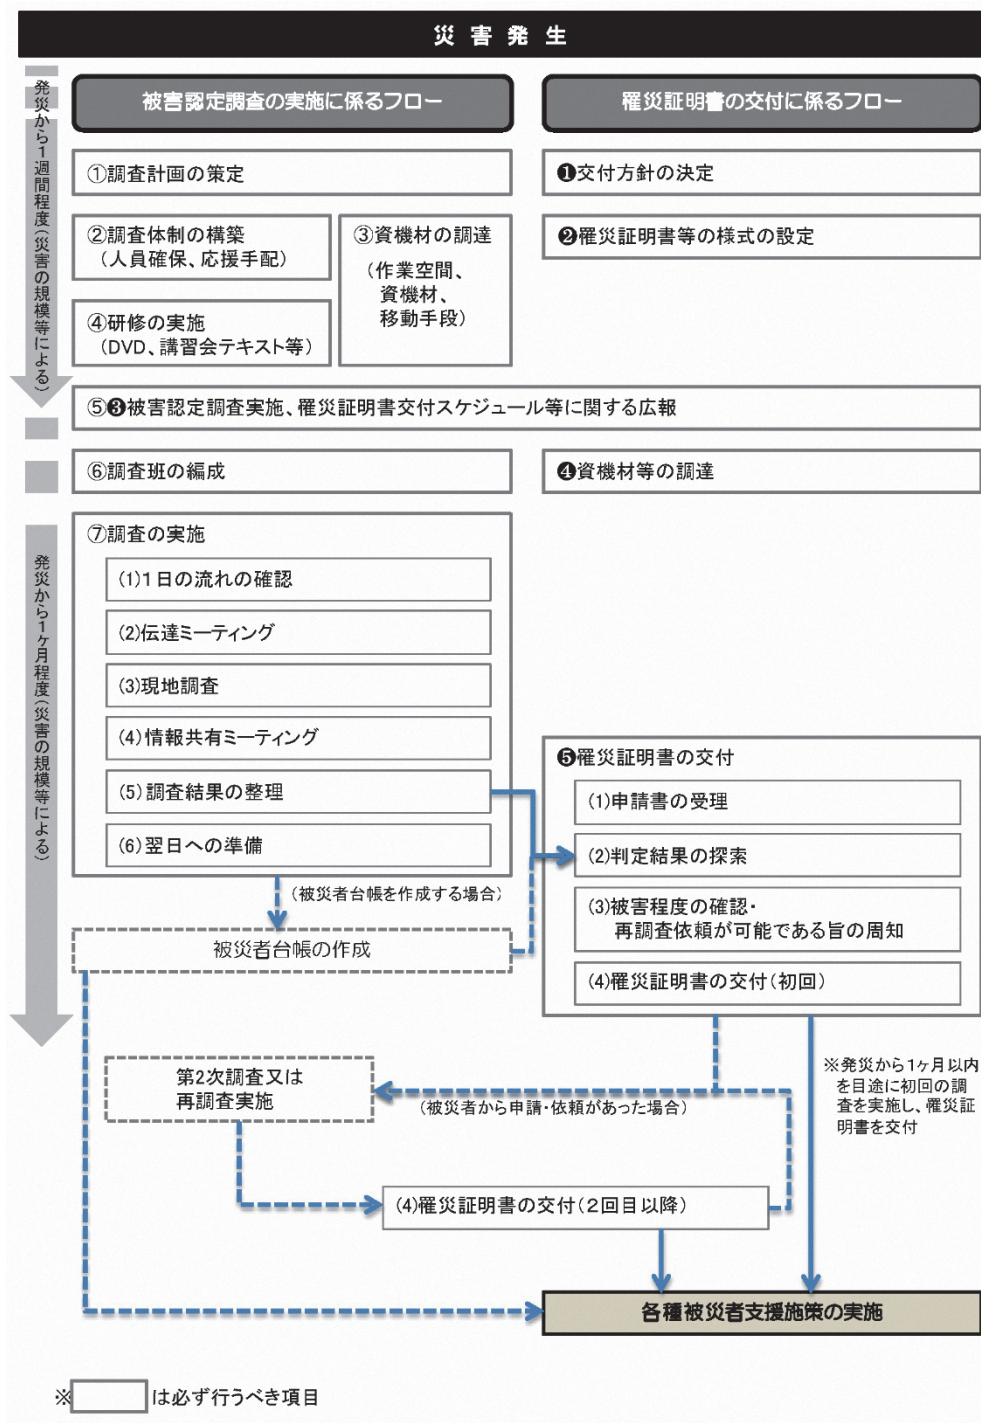 災害発生
発災から１週間程度（災害の規模等による）
被害認定調査の実施に係るフロー
罹災証明書の交付に係るフロー
①調査計画の策定
❶交付方針の決定
②調査体制の構築
（人員確保、応援手配）
③資機材の調達
（作業空間、
資機材、
移動手段）
❷罹災証明書等の様式の設定
④研修の実施
（DVD、講習会テキスト等）
⑤❸被害認定調査実施、罹災証明書交付スケジュール等に関する広報
⑥調査班の編成
❹資機材等の調達
発災から１ヶ月程度（災害の規模等による）
⑦調査の実施
(1)１日の流れの確認
(2)伝達ミーティング
(3)現地調査
(4)情報共有ミーティング
(5)調査結果の整理
(6)翌日への準備
❺罹災証明書の交付
(1)申請書の受理
(2)判定結果の探索
(3)被害程度の確認・
再調査依頼が可能である旨の周知
(4)罹災証明書の交付（初回）
（被災者台帳を作成する場合）
被災者台帳の作成
第2次調査又は
再調査実施
（被災者から申請・依頼があった場合）
※発災から１ヶ月以内
を目途に初回の調
査を実施し、罹災証
明書を交付
(4)罹災証明書の交付（２回目以降）
各種被災者支援施策の実施
※　　　は必ず行うべき項目